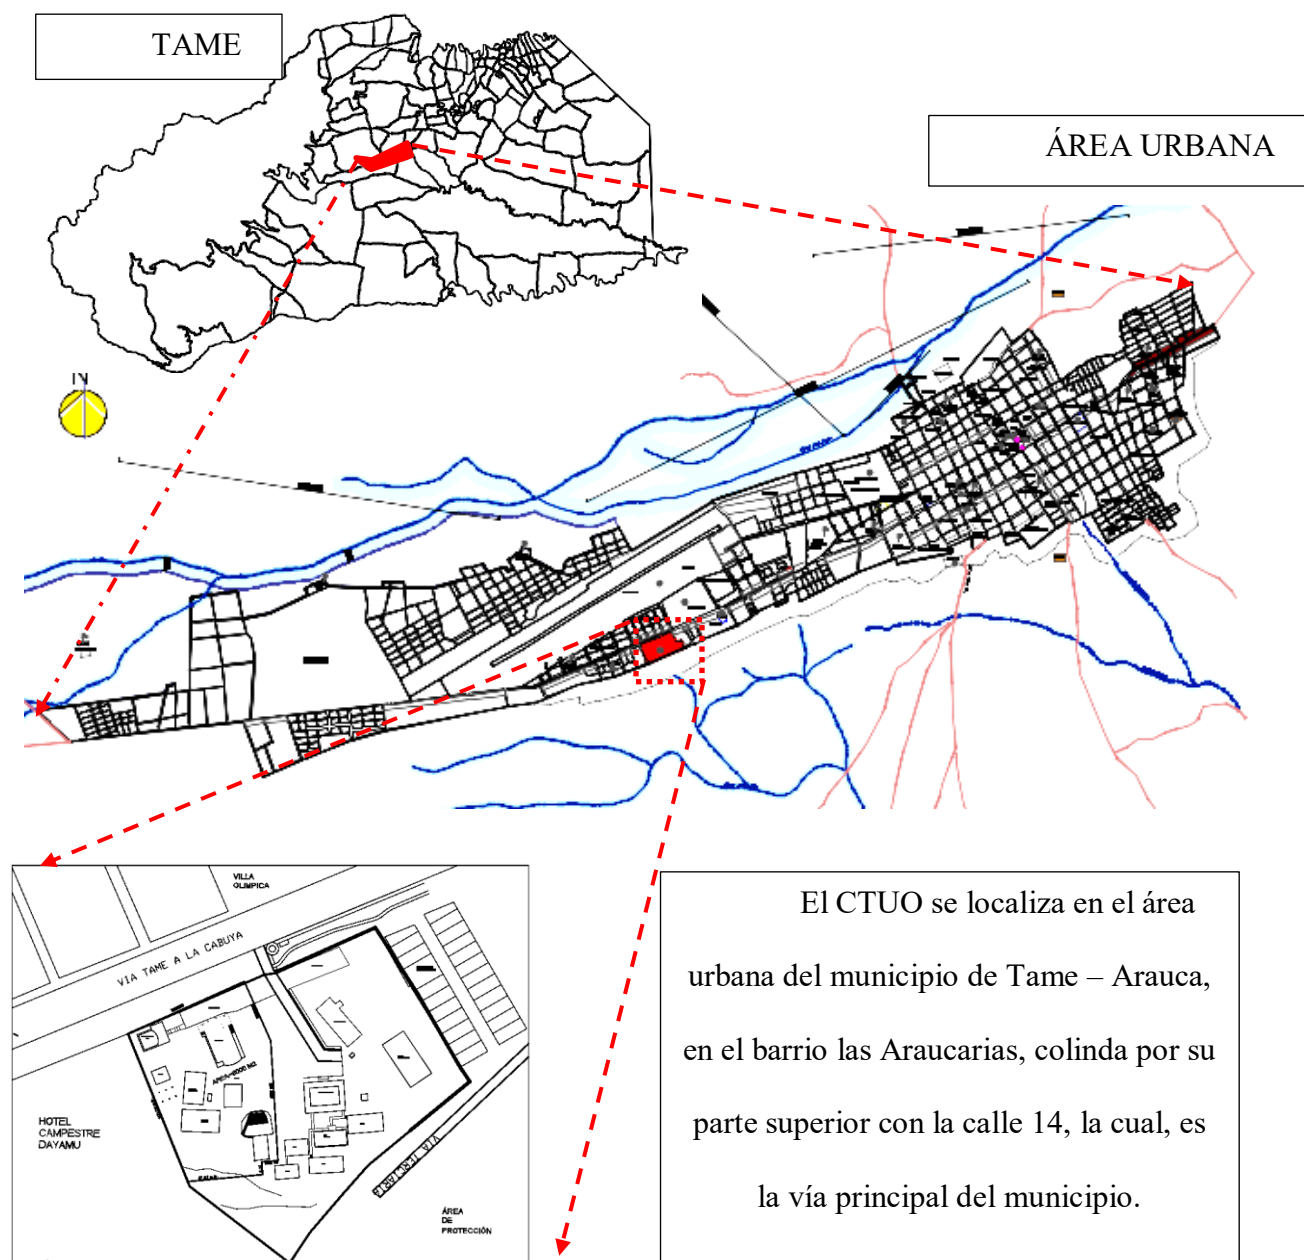 TAME
ÁREA URBANA
N
VILLA
OLIMPICA
VIA TAME A LA CABUYA
HOTEL
CAMPESTRE
DAYAMU
VIA TERCIARIA
ÁREA
DE
PROTECCIÓN
El CTUO se localiza en el área
urbana del municipio de Tame – Arauca,
en el barrio las Araucarias, colinda por su
parte superior con la calle 14, la cual, es
la vía principal del municipio.